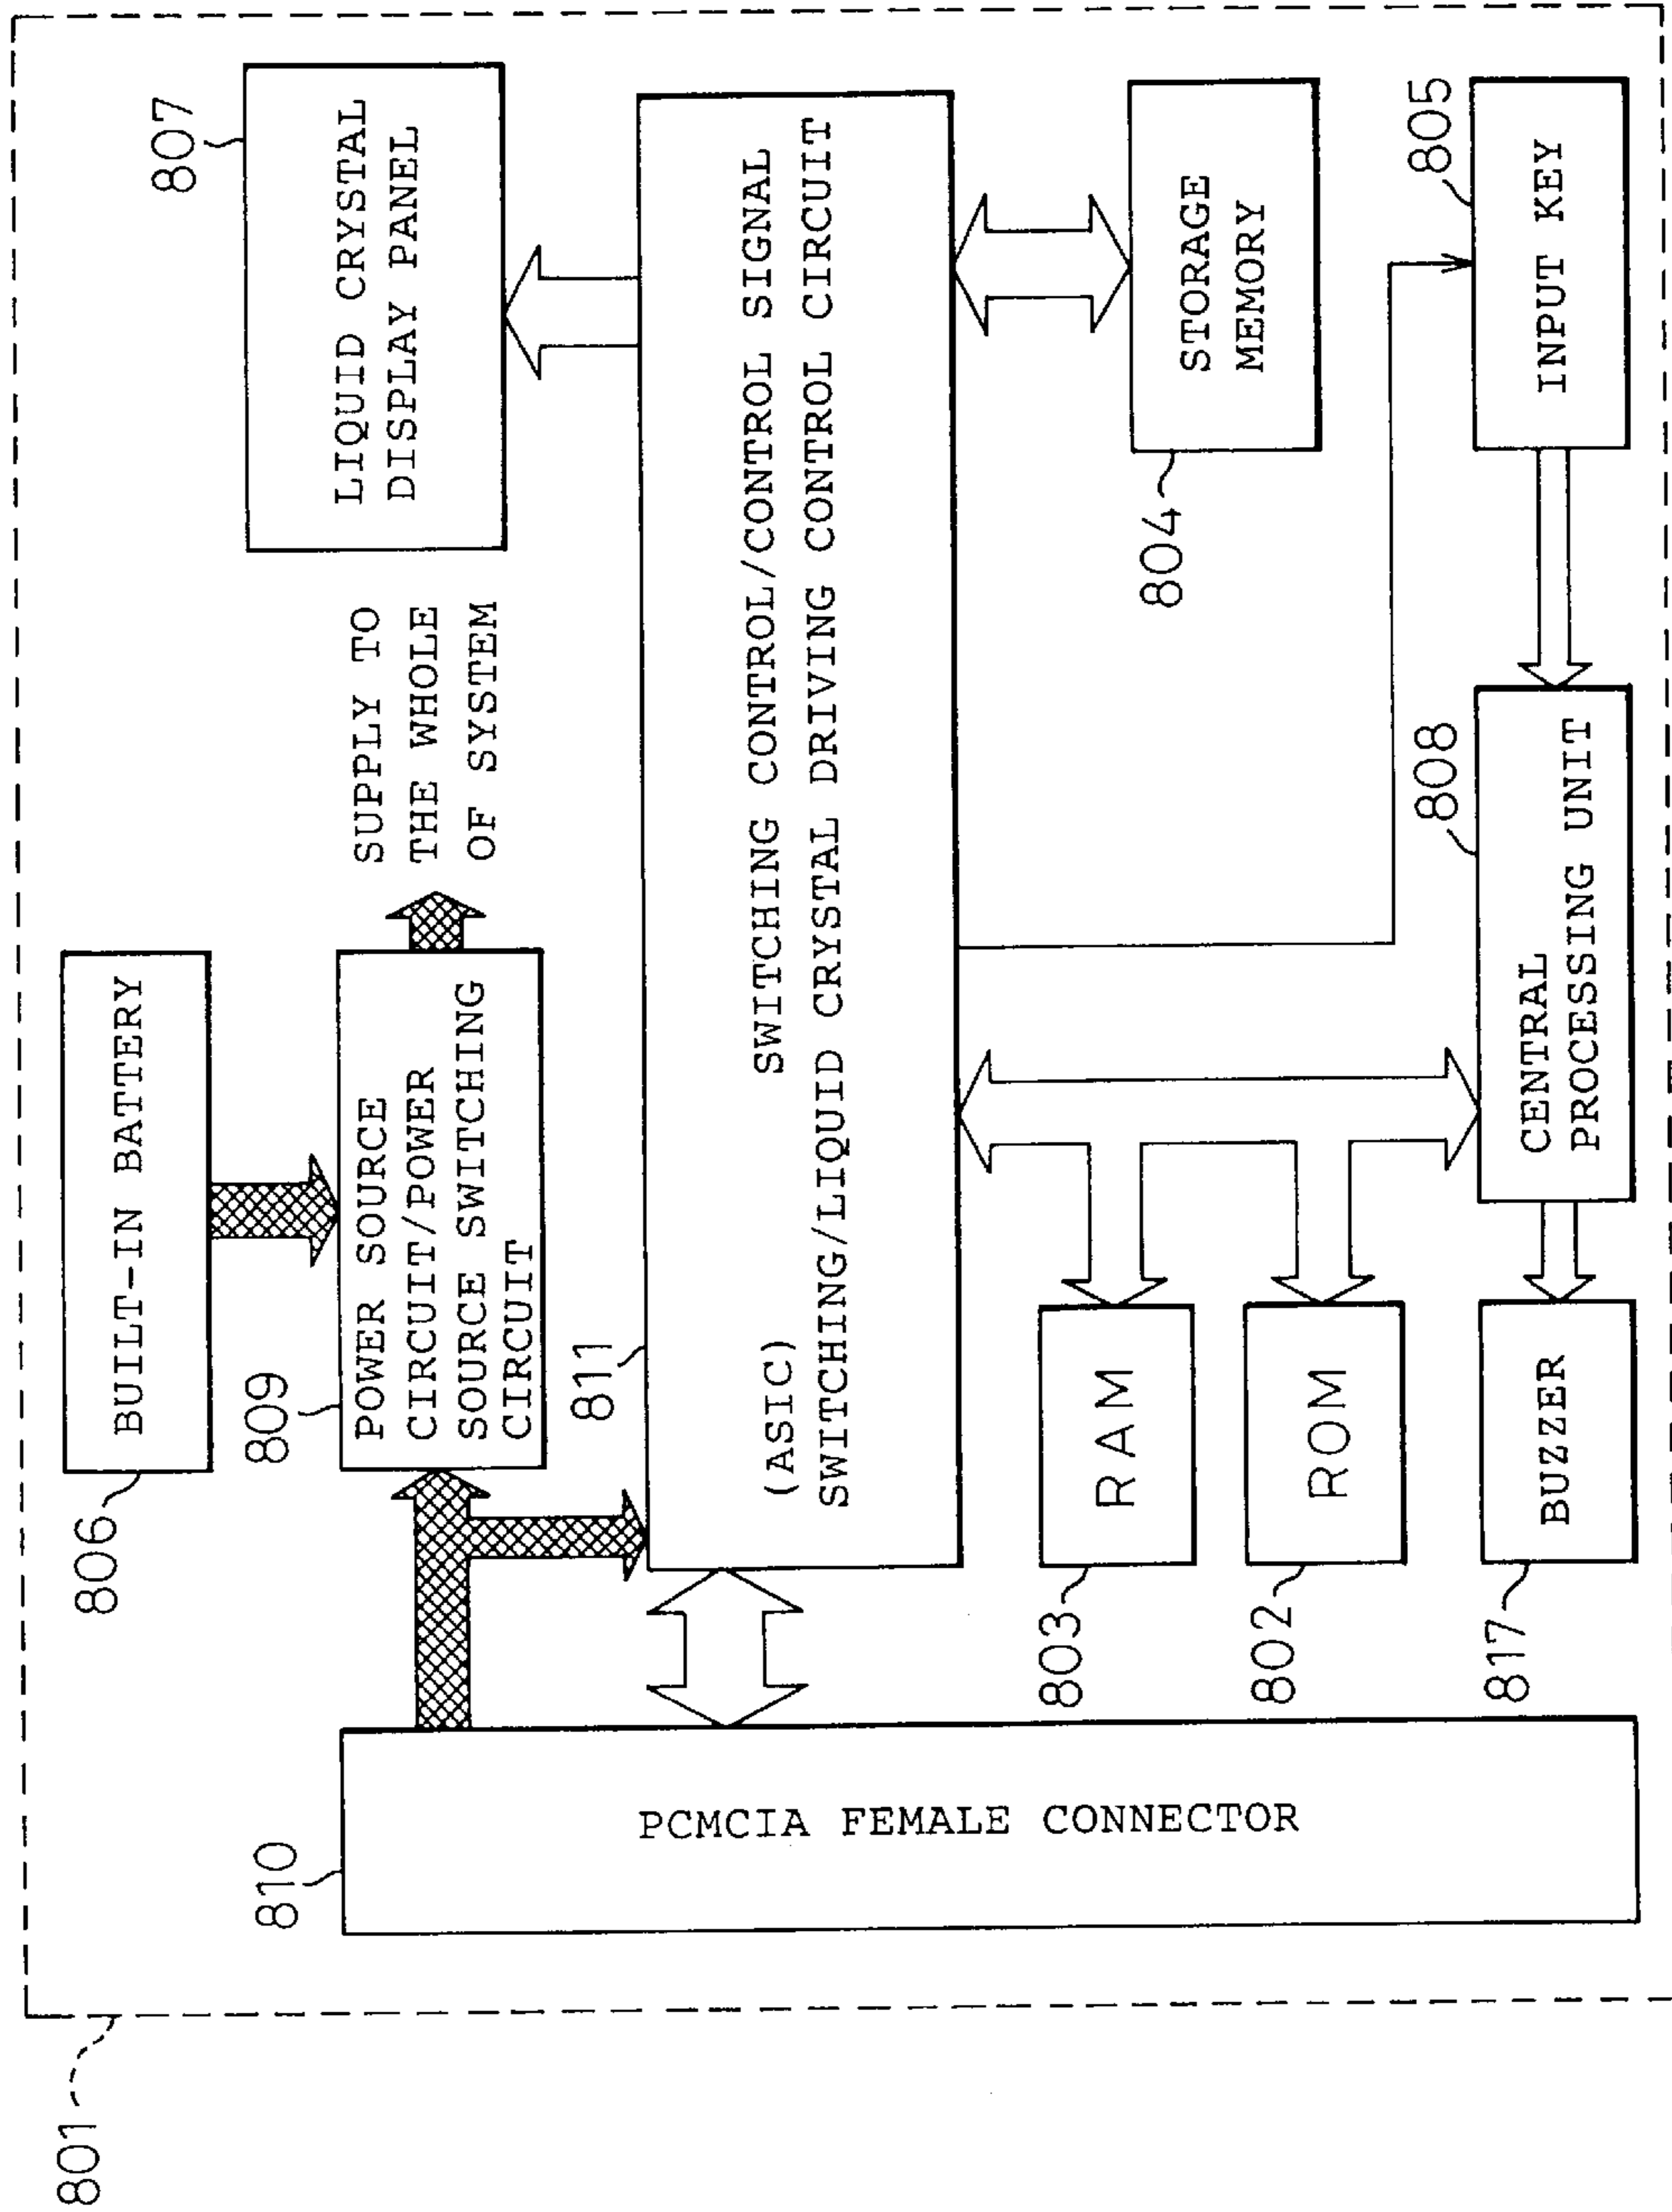 801
806
BUILT-IN BATTERY
807
LIQUID CRYSTAL
DISPLAY PANEL
809
POWER SOURCE
CIRCUIT/POWER
SOURCE SWITCHING
CIRCUIT
SUPPLY TO
THE WHOLE
OF SYSTEM
810
PCMCIA FEMALE CONNECTOR
811
SWITCHING CONTROL/CONTROL SIGNAL
(ASIC)
SWITCHING/LIQUID CRYSTAL DRIVING CONTROL CIRCUIT
803
RAM
804
STORAGE
MEMORY
802
ROM
817
BUZZER
808
CENTRAL
PROCESSING UNIT
805
INPUT KEY